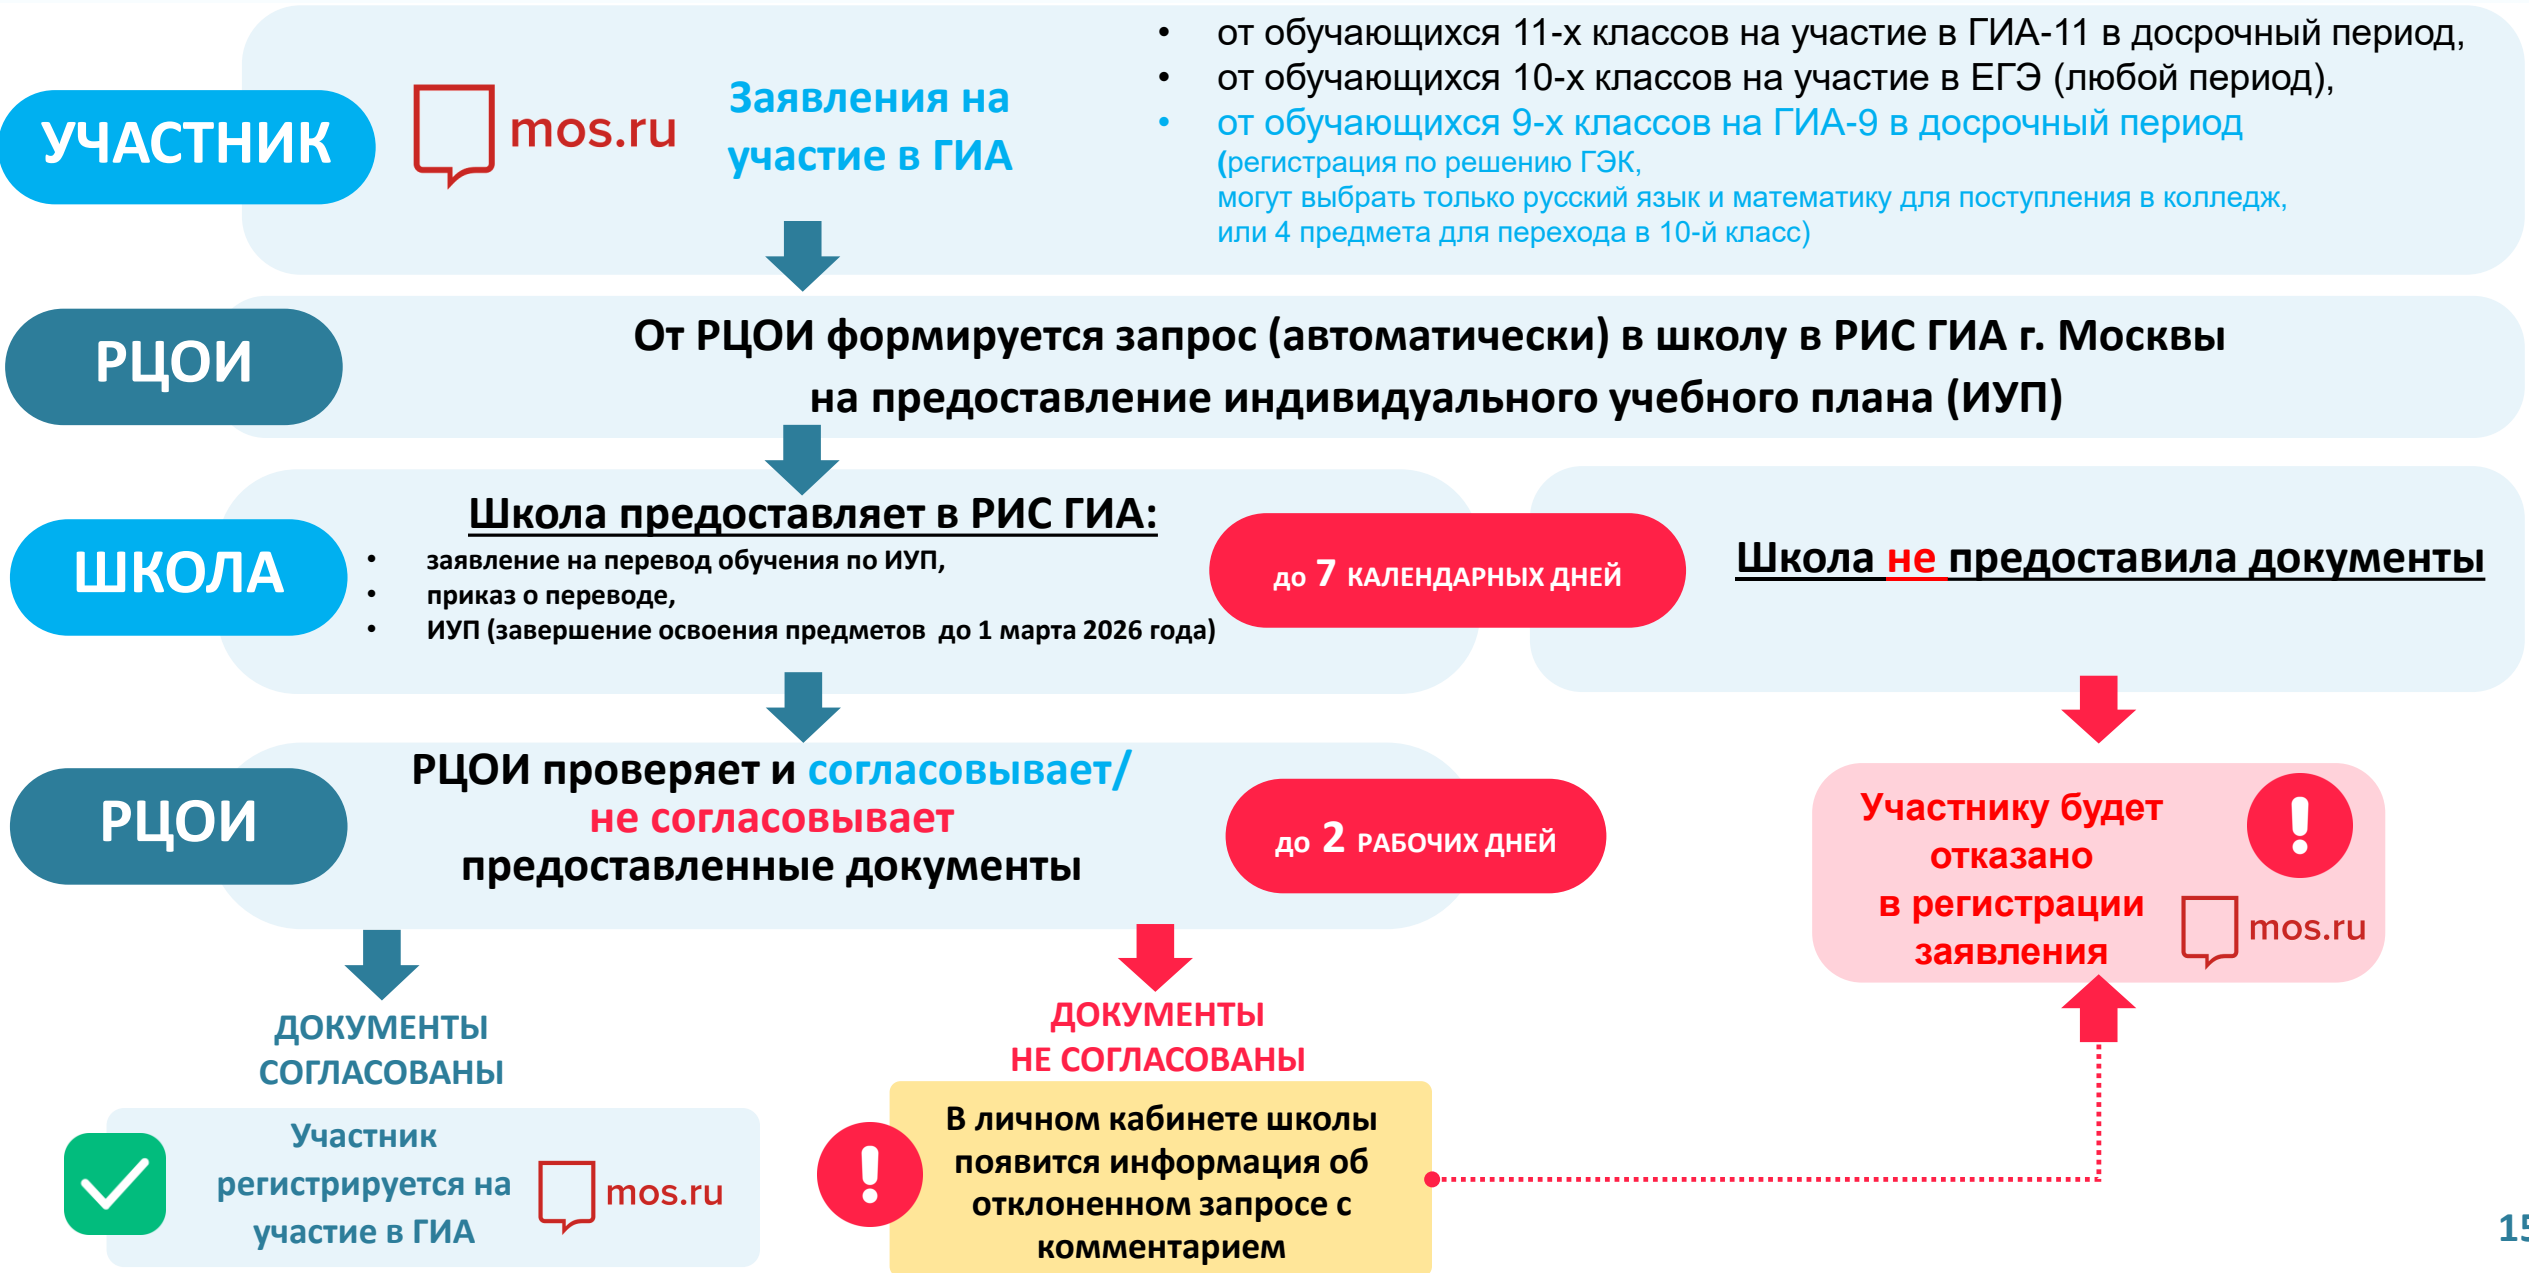 УЧАСТНИК
mos.ru
Заявления на
участие в ГИА
• от обучающихся 11-х классов на участие в ГИА-11 в досрочный период,
• от обучающихся 10-х классов на участие в ЕГЭ (любой период),
• от обучающихся 9-х классов на ГИА-9 в досрочный период
(регистрация по решению ГЭК,
могут выбрать только русский язык и математику для поступления в колледж,
или 4 предмета для перехода в 10-й класс)
РЦОИ
От РЦОИ формируется запрос (автоматически) в школу в РИС ГИА г. Москвы
на предоставление индивидуального учебного плана (ИУП)
ШКОЛА
Школа предоставляет в РИС ГИА:
• заявление на перевод обучения по ИУП,
• приказ о переводе,
• ИУП (завершение освоения предметов до 1 марта 2026 года)
до 7 КАЛЕНДАРНЫХ ДНЕЙ
Школа не предоставила документы
РЦОИ
РЦОИ проверяет и согласовывает/
не согласовывает
предоставленные документы
до 2 РАБОЧИХ ДНЕЙ
Участнику будет
отказано
в регистрации
заявления
!
mos.ru
ДОКУМЕНТЫ
СОГЛАСОВАНЫ
Участник
регистрируется на
участие в ГИА
mos.ru
ДОКУМЕНТЫ
НЕ СОГЛАСОВАНЫ
!
В личном кабинете школы
появится информация об
отклоненном запросе с
комментарием
15